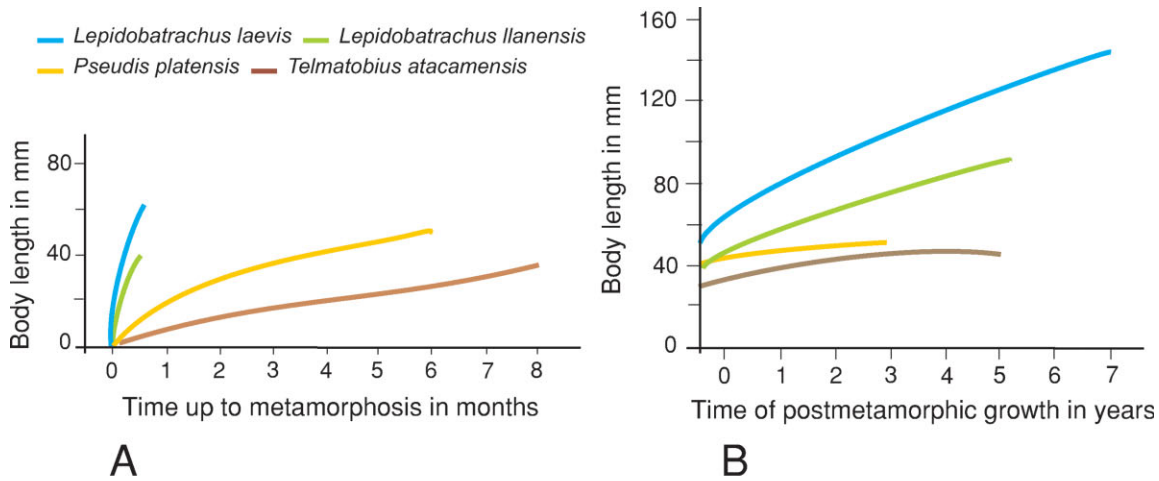 Lepidobatrachus laevis Lepidobatrachus llanensis
Pseudis platensis Telmatobius atacamensis
Body length in mm
80
40
0
0 1 2 3 4 5 6 7 8
Time up to metamorphosis in months
A
Body length in mm
160
120
80
40
0
0 1 2 3 4 5 6 7
Time of postmetamorphic growth in years
B